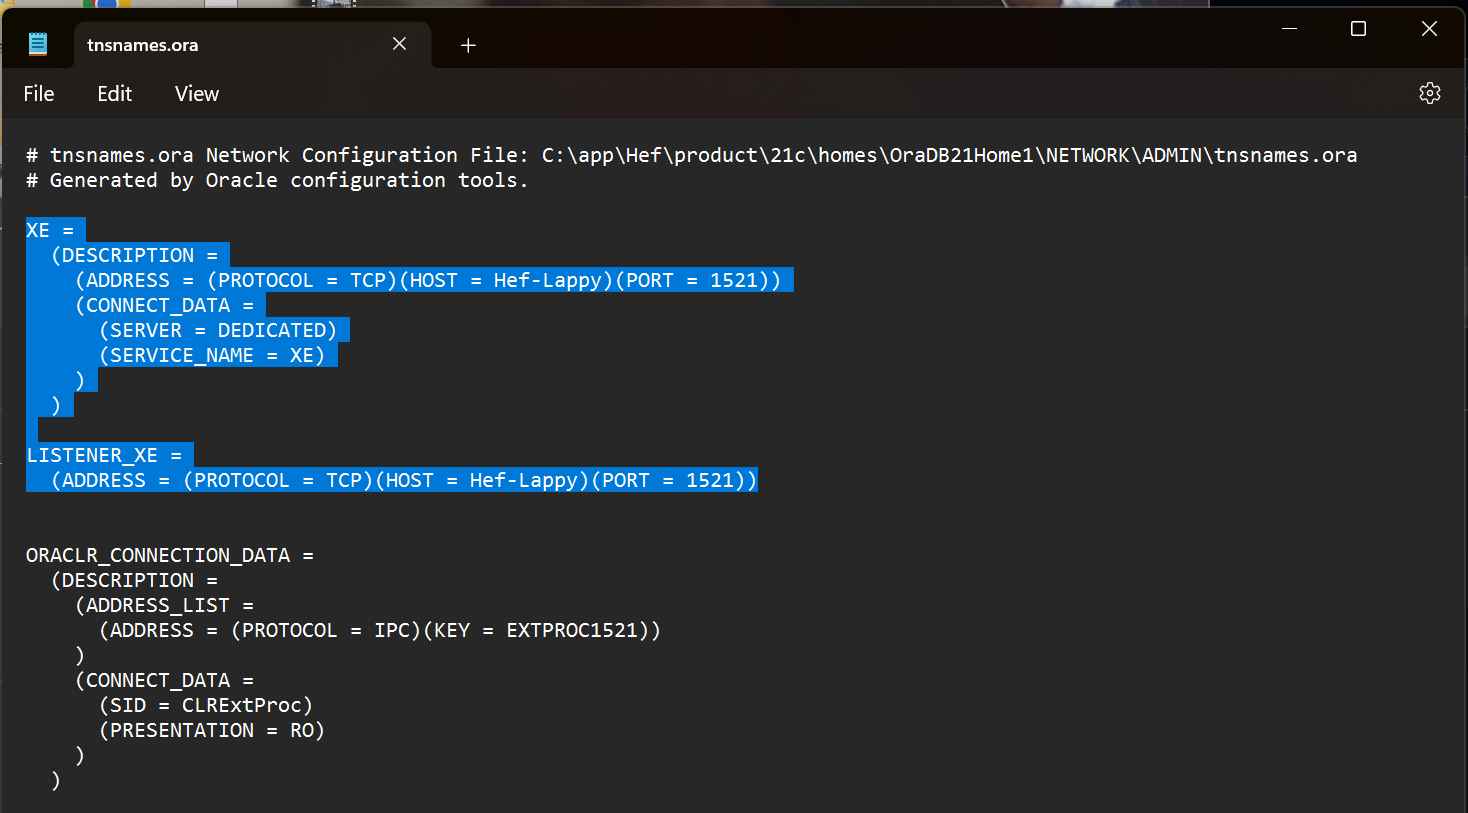 tnsnames.ora
File Edit View
# tnsnames.ora Network Configuration File: C:\app\Hef\product\21c\homes\OraDB21Home1\NETWORK\ADMIN\tnsnames.ora
# Generated by Oracle configuration tools.
XE =
  (DESCRIPTION =
    (ADDRESS = (PROTOCOL = TCP)(HOST = Hef-Lappy)(PORT = 1521))
    (CONNECT_DATA =
      (SERVER = DEDICATED)
      (SERVICE_NAME = XE)
    )
  )
LISTENER_XE =
  (ADDRESS = (PROTOCOL = TCP)(HOST = Hef-Lappy)(PORT = 1521))
ORACLR_CONNECTION_DATA =
  (DESCRIPTION =
    (ADDRESS_LIST =
      (ADDRESS = (PROTOCOL = IPC)(KEY = EXTPROC1521))
    )
    (CONNECT_DATA =
      (SID = CLRExtProc)
      (PRESENTATION = RO)
    )
  )